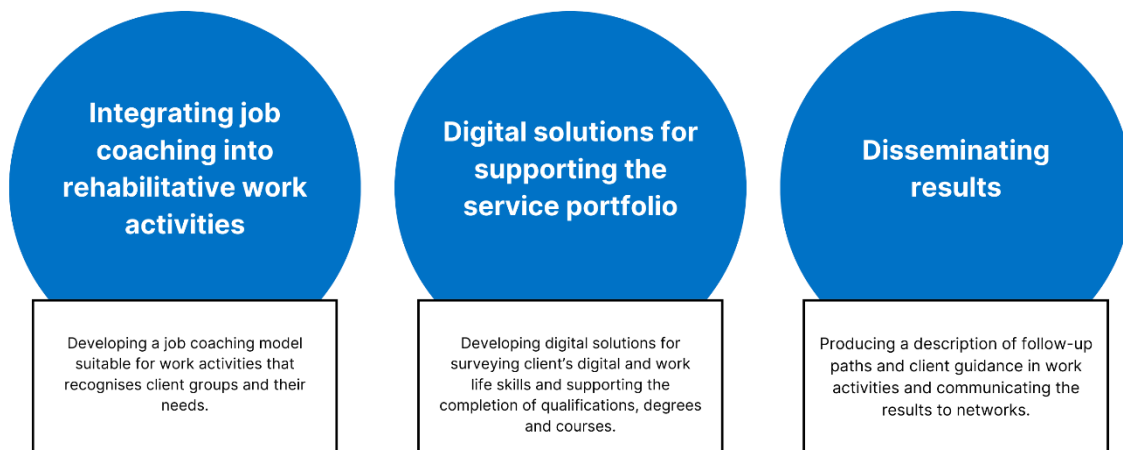 Integrating job
coaching into
rehabilitative work
activities
Developing a job coaching model
suitable for work activities that
recognises client groups and their
needs.
Digital solutions for
supporting the
service portfolio
Developing digital solutions for
surveying client's digital and work
life skills and supporting the
completion of qualifications, degrees
and courses.
Disseminating
results
Producing a description of follow-up
paths and client guidance in work
activities and communicating the
results to networks.